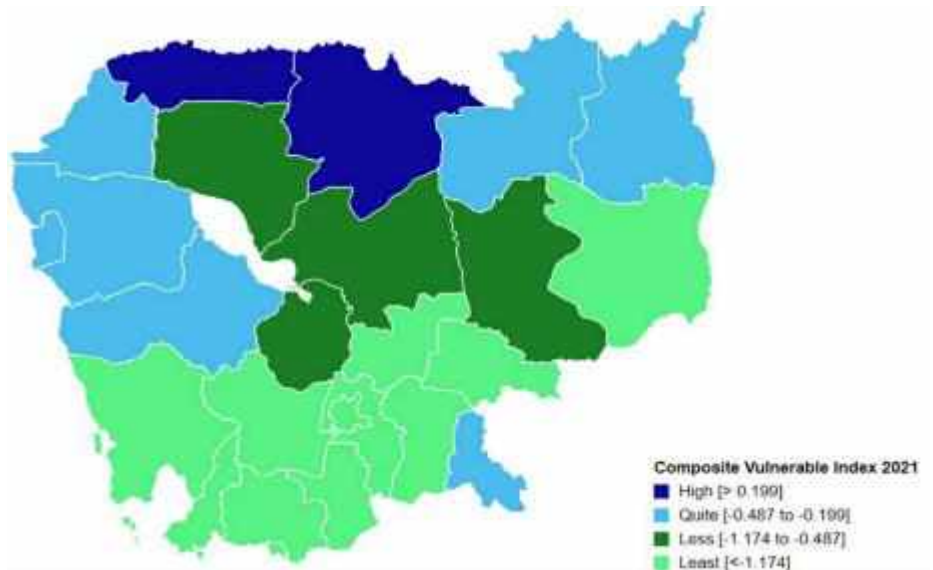 Composite Vulnerable Index 2021
High [> 0.199]
Quite [-0.487 to -0.199]
Less [-1.174 to -0.487]
Least [<-1.174]